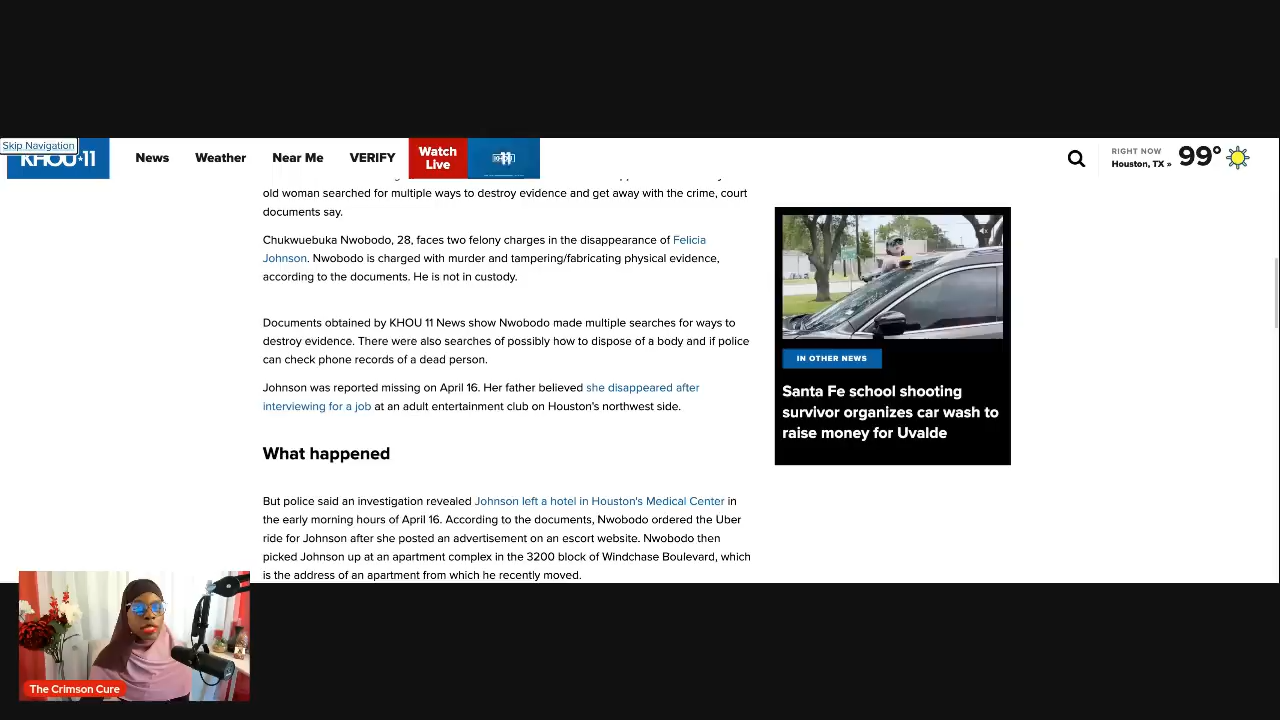 Skip Navigation
KHOU★11
News
Weather
Near Me
VERIFY
Watch
Live
RIGHT NOW
Houston, TX »
99°
old woman searched for multiple ways to destroy evidence and get away with the crime, court
documents say.
Chukwuebuka Nwobodo, 28, faces two felony charges in the disappearance of Felicia
Johnson. Nwobodo is charged with murder and tampering/fabricating physical evidence,
according to the documents. He is not in custody.
Documents obtained by KHOU 11 News show Nwobodo made multiple searches for ways to
destroy evidence. There were also searches of possibly how to dispose of a body and if police
can check phone records of a dead person.
Johnson was reported missing on April 16. Her father believed she disappeared after
interviewing for a job at an adult entertainment club on Houston's northwest side.
What happened
But police said an investigation revealed Johnson left a hotel in Houston's Medical Center in
the early morning hours of April 16. According to the documents, Nwobodo ordered the Uber
ride for Johnson after she posted an advertisement on an escort website. Nwobodo then
picked Johnson up at an apartment complex in the 3200 block of Windchase Boulevard, which
is the address of an apartment from which he recently moved.
IN OTHER NEWS
Santa Fe school shooting
survivor organizes car wash to
raise money for Uvalde
The Crimson Cure